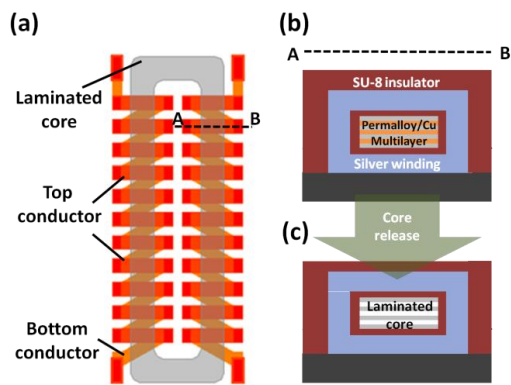 (a)
Laminated
core
A
B
Top
conductor
Bottom
conductor
(b)
A
B
SU-8 insulator
Permalloy/Cu
Multilayer
Silver winding
Core
release
(c)
Laminated
core